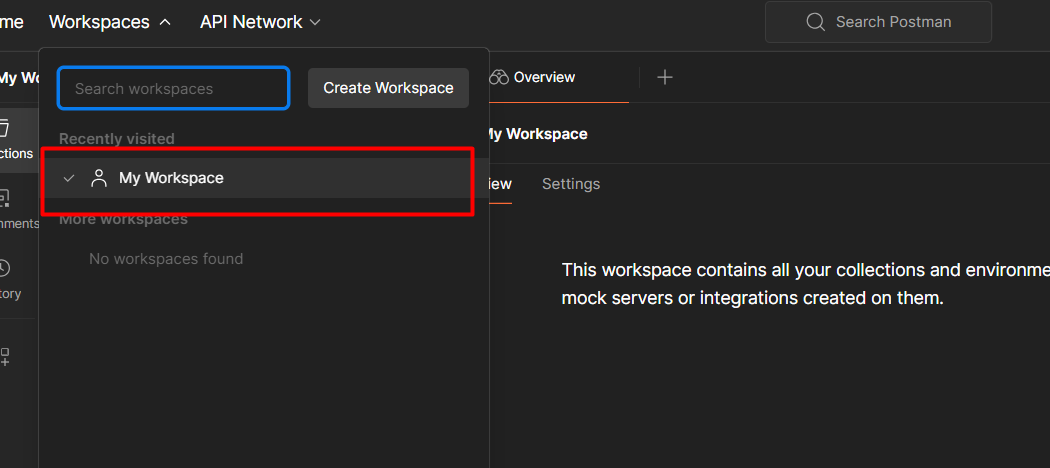 me Workspaces API Network Search Postman
My Wo
Search workspaces Create Workspace
Overview
Recently visited
My Workspace
My Workspace
ctions
iew Settings
More workspaces
nments
No workspaces found
tory
This workspace contains all your collections and environme
mock servers or integrations created on them.